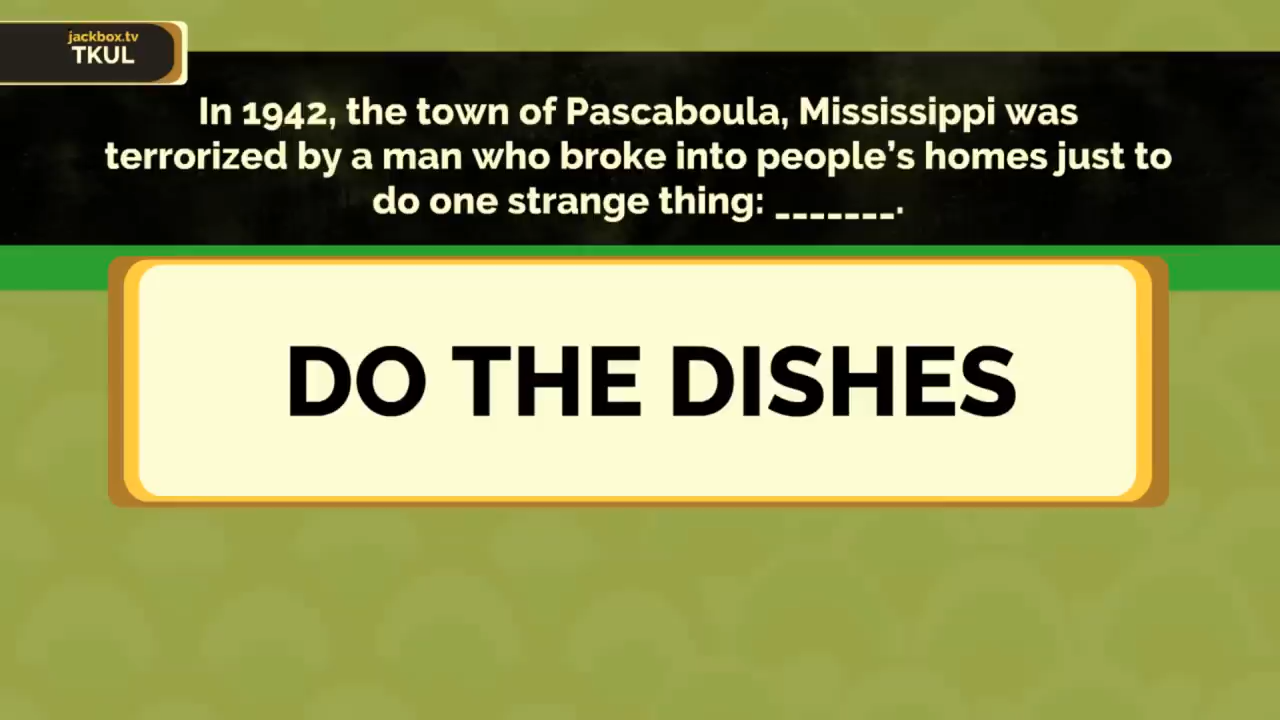 jackbox.tv
TKUL
In 1942, the town of Pascaboula, Mississippi was
terrorized by a man who broke into people’s homes just to
do one strange thing: _______.
DO THE DISHES